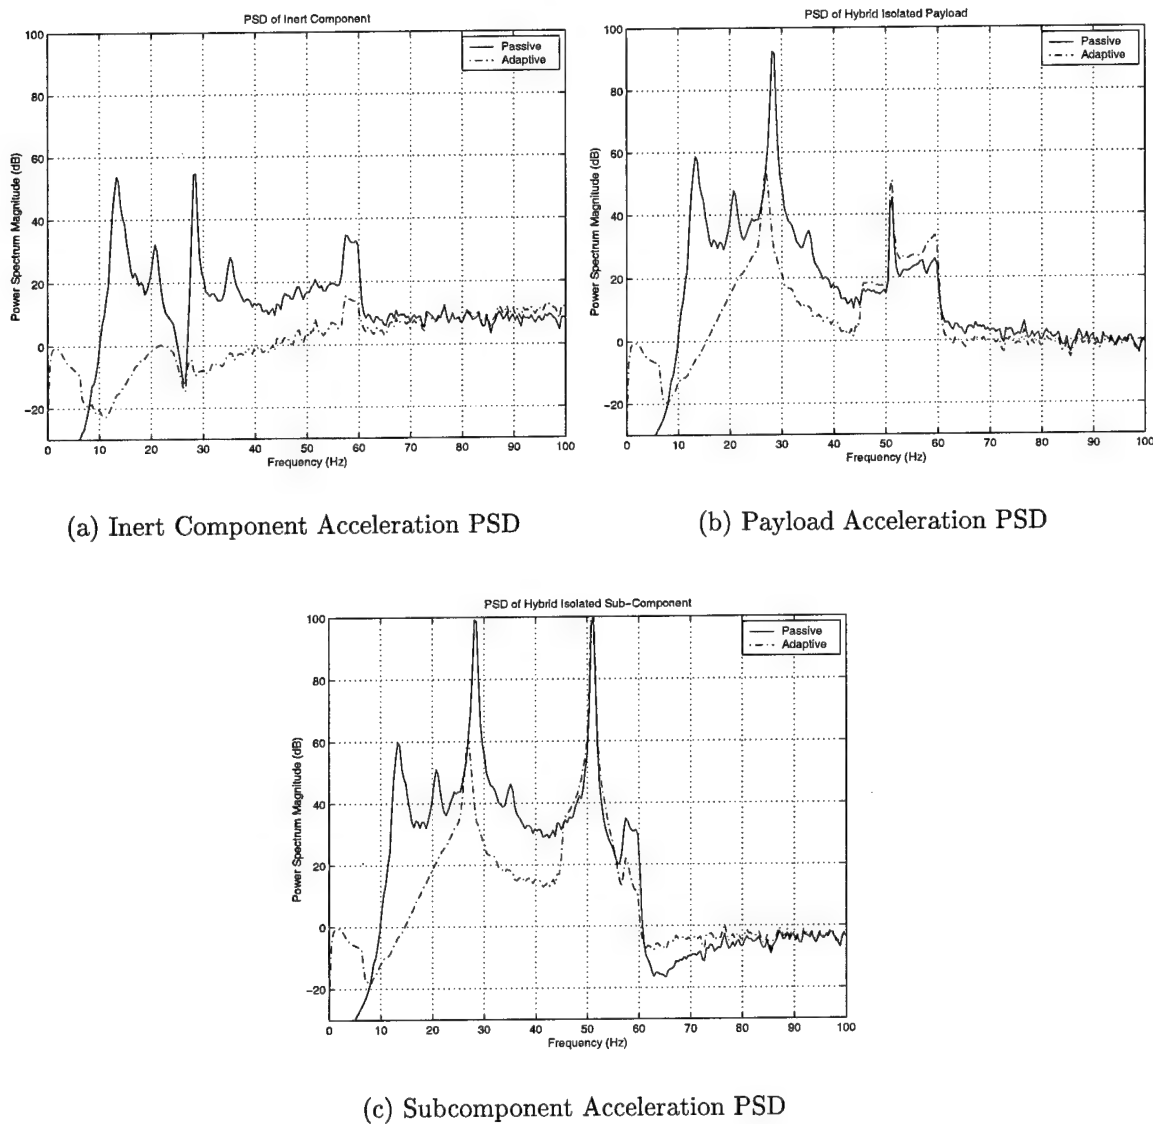 PSD of Inert Component
Passive
Adaptive
Power Spectrum Magnitude (dB)
100
80
60
40
20
0
−20
0 10 20 30 40 50 60 70 80 90 100
Frequency (Hz)
(a) Inert Component Acceleration PSD
PSD of Hybrid Isolated Payload
Passive
Adaptive
Power Spectrum Magnitude (dB)
100
80
60
40
20
0
−20
0 10 20 30 40 50 60 70 80 90 100
Frequency (Hz)
(b) Payload Acceleration PSD
PSD of Hybrid Isolated Sub−Component
Passive
Adaptive
Power Spectrum Magnitude (dB)
100
80
60
40
20
0
−20
0 10 20 30 40 50 60 70 80 90 100
Frequency (Hz)
(c) Subcomponent Acceleration PSD